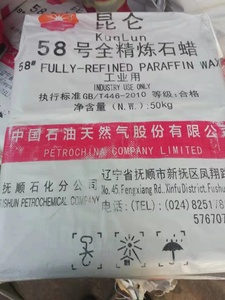 昆仑
KunLun
58号全精炼石蜡
58# FULLY-REFINED PARAFFIN WAX
工业用
INDUSTRY USE ONLY
执行标准GB/T446-2010 等级:合格
净含量(N.W.):50kg
中国石油天然气股份有限公司
PETROCHINA COMPANY LIMITED
抚顺石化分公司
FUSHUN PETROCHEMICAL COMPANY
辽宁省抚顺市新抚区凤翔路
No.45,Fengxiang Rd.Xinfu District,Fushun
电话:(TEL) (024) 8251
576707